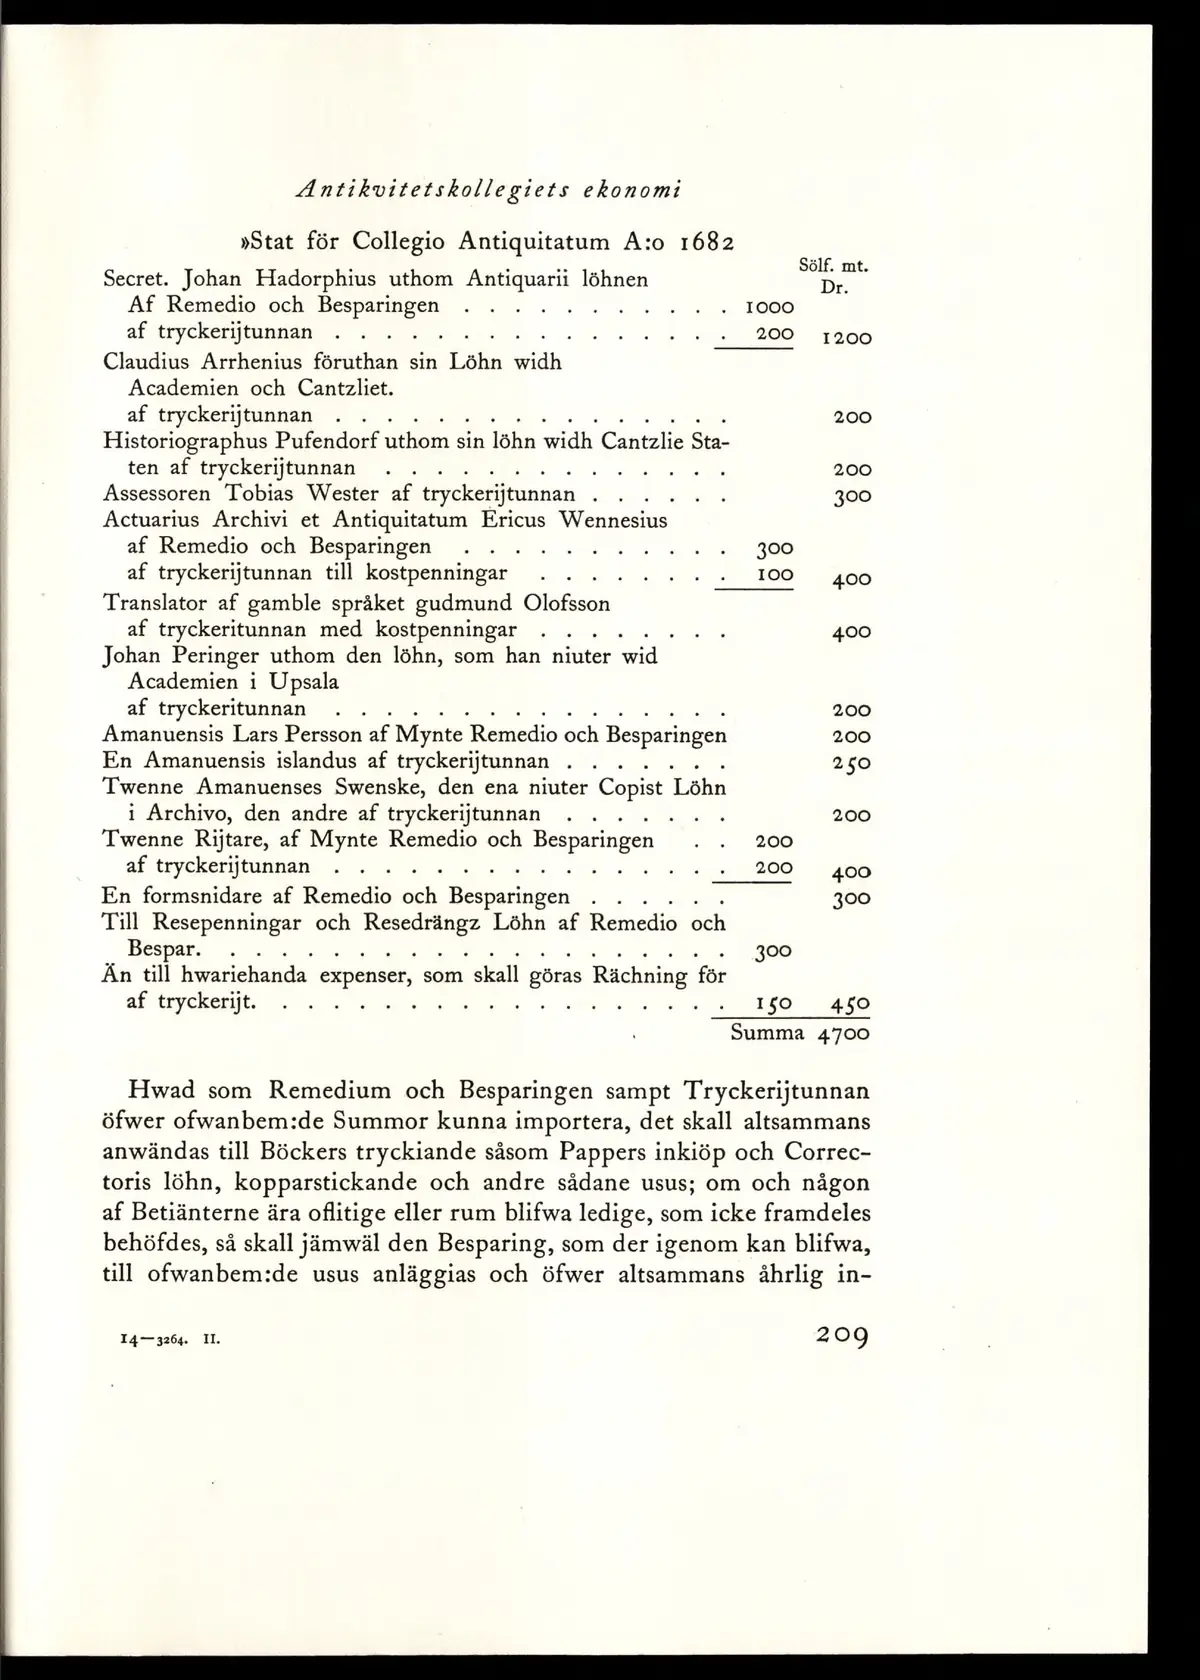 Antikvitetskollegiets ekonomi
»Stat för Collegio Antiquitatum A:o 1682
Sölf. mt.
Secret. Johan Hadorphius uthom Antiquarii löhnen Dr.
Af Remedio och Besparingen . . . . . . . . . . . 1000
af tryckerijtunnan . . . . . . . . . . . . . . . . 200 1200
Claudius Arrhenius föruthan sin Löhn widh
Academien och Cantzliet.
af tryckerijtunnan . . . . . . . . . . . . . . . . 200
Historiographus Pufendorf uthom sin löhn widh Cantzlie Sta-
ten af tryckerijtunnan . . . . . . . . . . . . . . 200
Assessoren Tobias Wester af tryckerijtunnan . . . . . . 300
Actuarius Archivi et Antiquitatum Ericus Wennesius
af Remedio och Besparingen . . . . . . . . . . . 300
af tryckerijtunnan till kostpenningar . . . . . . . . 100 400
Translator af gamble språket gudmund Olofsson
af tryckeritunnan med kostpenningar . . . . . . . . 400
Johan Peringer uthom den löhn, som han niuter wid
Academien i Upsala
af tryckeritunnan . . . . . . . . . . . . . . . . 200
Amanuensis Lars Persson af Mynte Remedio och Besparingen 200
En Amanuensis islandus af tryckerijtunnan . . . . . . . 250
Twenne Amanuenses Swenske, den ena niuter Copist Löhn
i Archivo, den andre af tryckerijtunnan . . . . . . . 200
Twenne Rijtare, af Mynte Remedio och Besparingen . . 200
af tryckerijtunnan . . . . . . . . . . . . . . . . 200 400
En formsnidare af Remedio och Besparingen . . . . . . 300
Till Resepenningar och Resedrängz Löhn af Remedio och
Bespar. . . . . . . . . . . . . . . . . . . . . 300
Än till hwariehanda expenser, som skall göras Rächning för
af tryckerijt. . . . . . . . . . . . . . . . . . . 150 450
Summa 4700
Hwad som Remedium och Besparingen sampt Tryckerijtunnan
öfwer ofwanbem:de Summor kunna importera, det skall altsammans
anwändas till Böckers tryckiande såsom Pappers inkiöp och Correc-
toris löhn, kopparstickande och andre sådane usus; om och någon
af Betiänterne ära oflitige eller rum blifwa ledige, som icke framdeles
behöfdes, så skall jämwäl den Besparing, som der igenom kan blifwa,
till ofwanbem:de usus anläggias och öfwer altsammans åhrlig in-
14—3264. II.
209